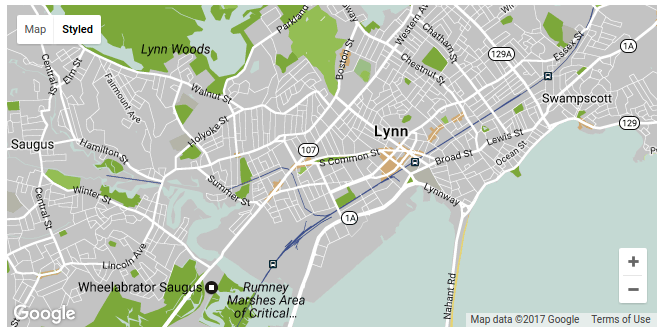 Map
Styled
Lynn Woods
Parkland
Boston St
Western Ave
Chatham St
Chestnut St
129A
Essex St
1A
Swampscott
129
Central St
Elm St
Fairmount Ave
Walnut St
Holyoke St
Saugus
Hamilton St
107
Lynn
S Common St
Broad St
Lewis St
Ocean St
Lynnway
Winter St
Summer St
Central St
1A
Lincoln Ave
Wheelabrator Saugus
Rumney
Marshes Area
of Critical...
Nahant Rd
+
−
Google
Map data ©2017 Google
Terms of Use